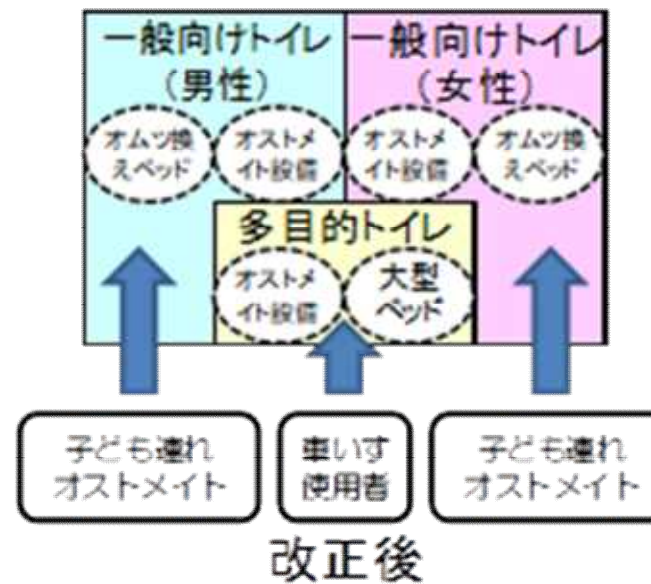 一般向けトイレ
(男性)
一般向けトイレ
(女性)
オムツ換
えベッド
オストメ
イト設備
オストメ
イト設備
オムツ換
えベッド
多目的トイレ
オストメ
イト設備
大型
ベッド
子ども連れ
オストメイト
車いす
使用者
子ども連れ
オストメイト
改正後